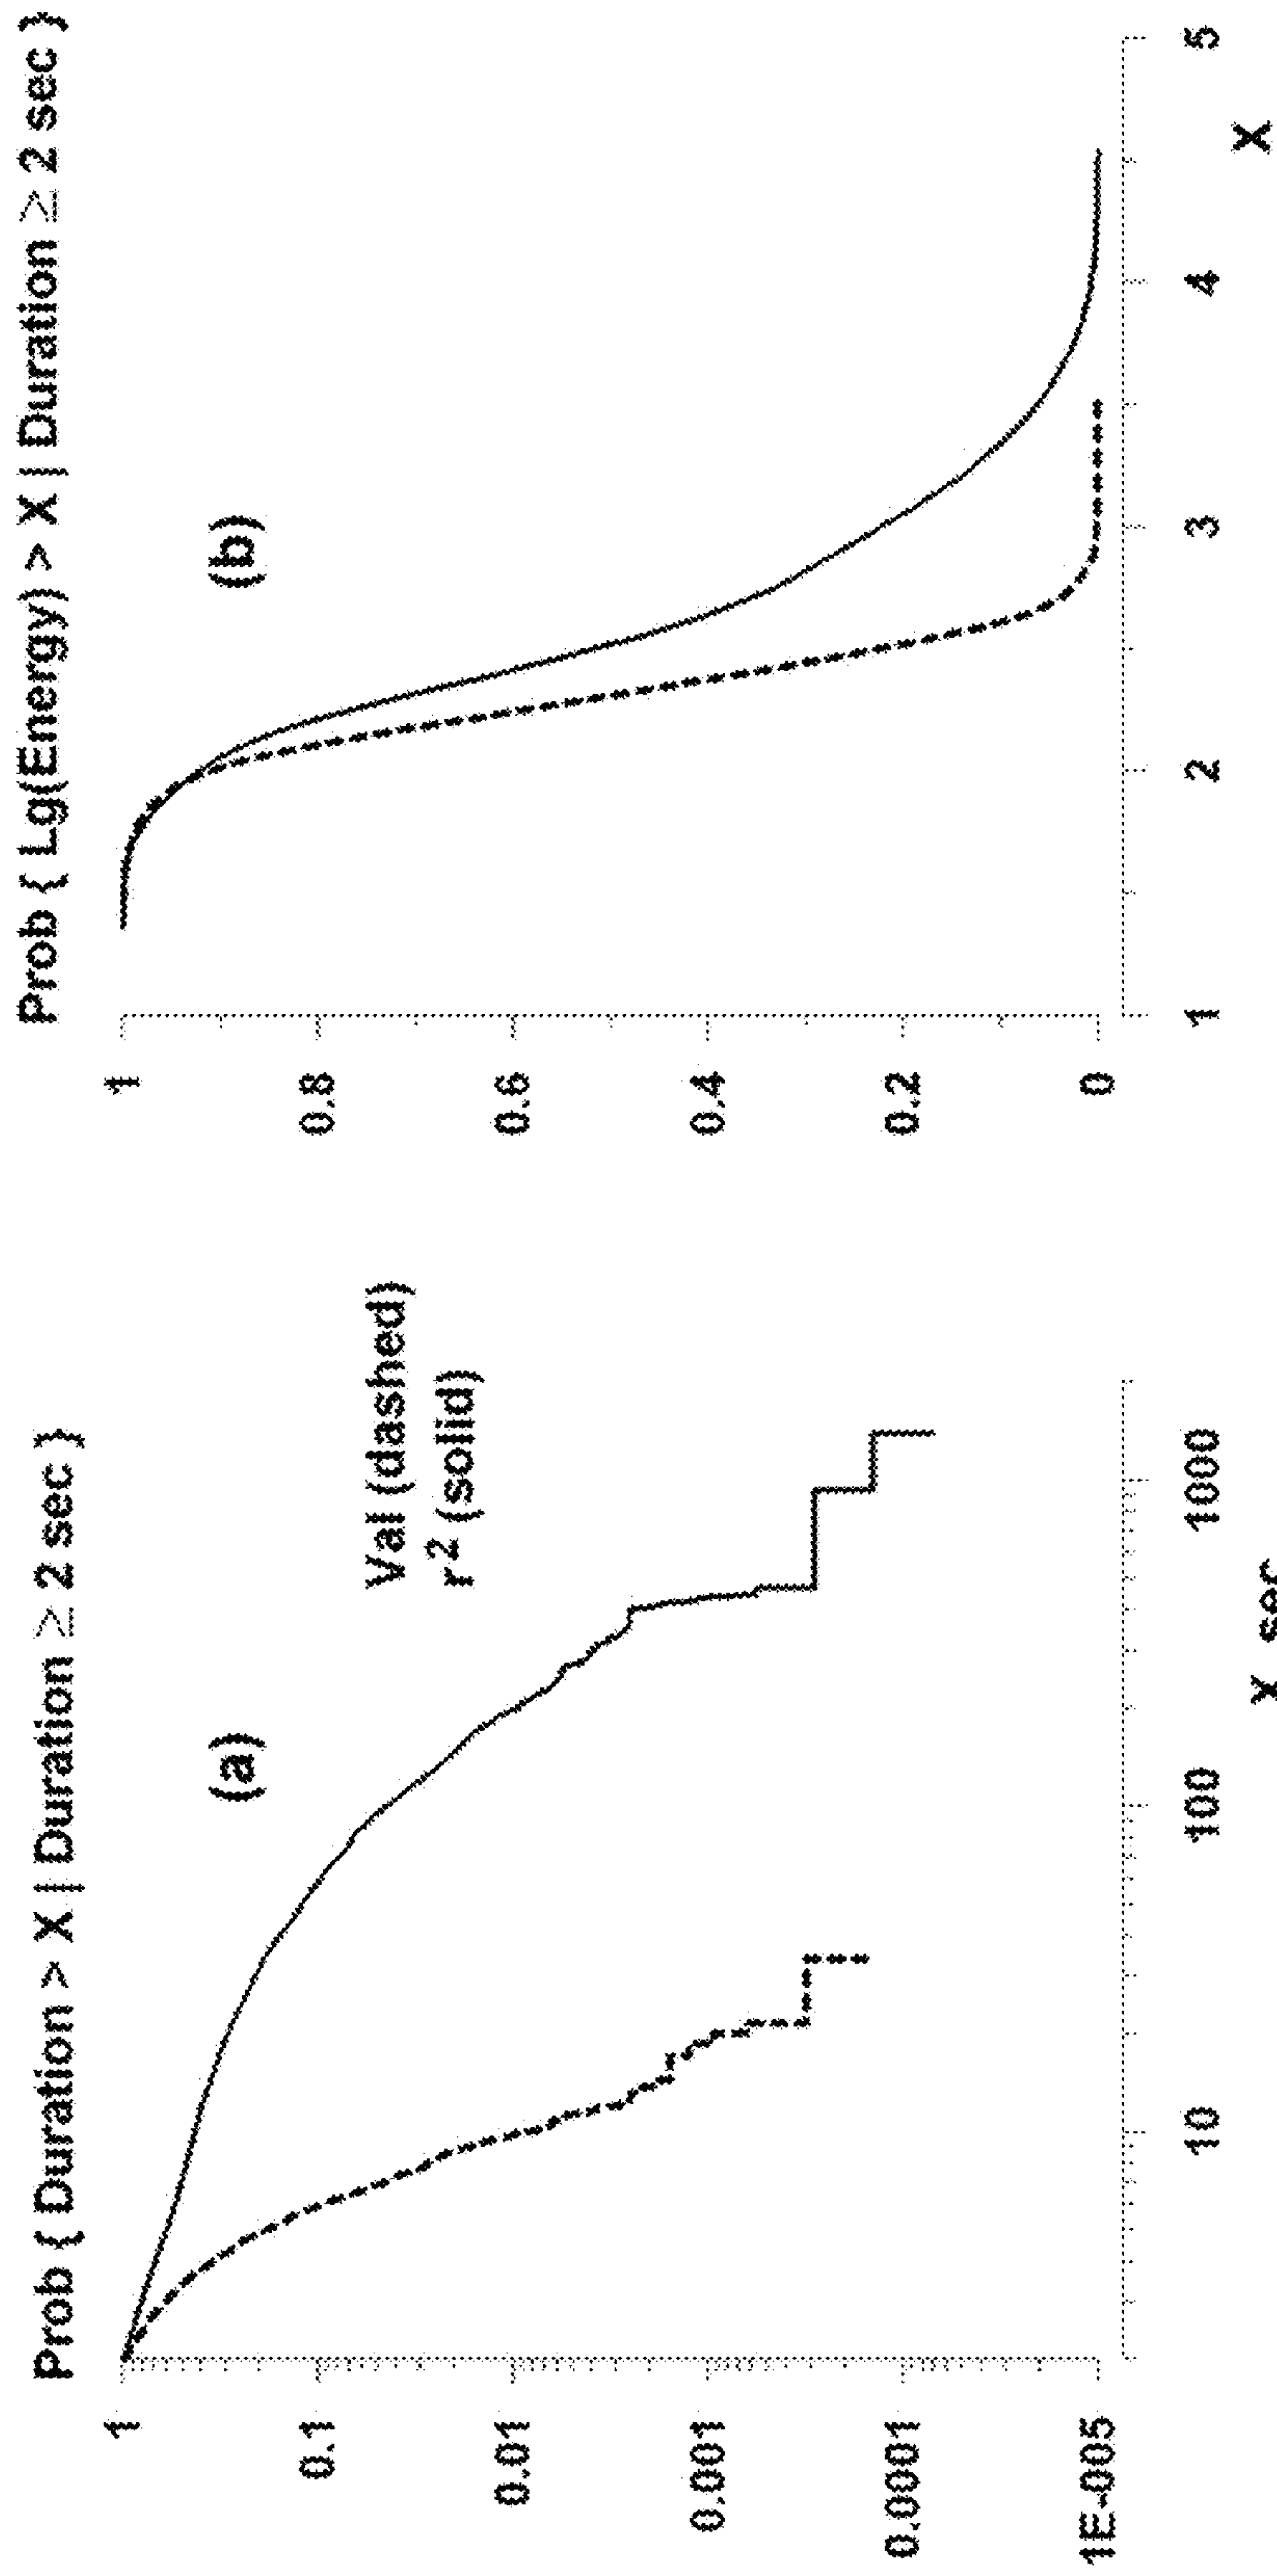 Prob { Duration > X | Duration ≥ 2 sec }
(a)
Val (dashed)
r² (solid)
1
0.1
0.01
0.001
0.0001
1E-005
10
100
1000
X sec
Prob { Lg(Energy) > X | Duration ≥ 2 sec }
(b)
1
0.8
0.6
0.4
0.2
0
1
2
3
4
5
X